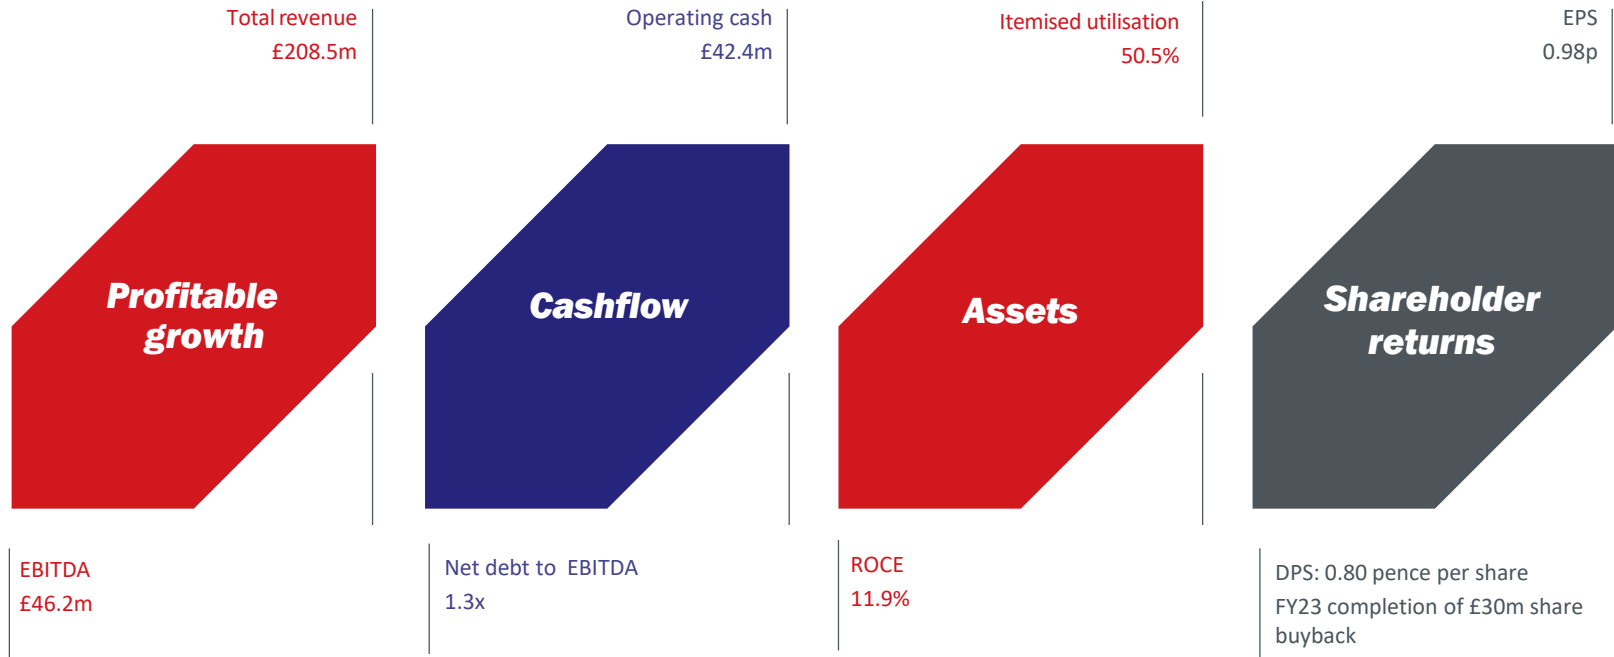 Total revenue
£208.5m
Operating cash
£42.4m
Itemised utilisation
50.5%
EPS
0.98p
Profitable
growth
Cashflow
Assets
Shareholder
returns
EBITDA
£46.2m
Net debt to EBITDA
1.3x
ROCE
11.9%
DPS: 0.80 pence per share
FY23 completion of £30m share
buyback